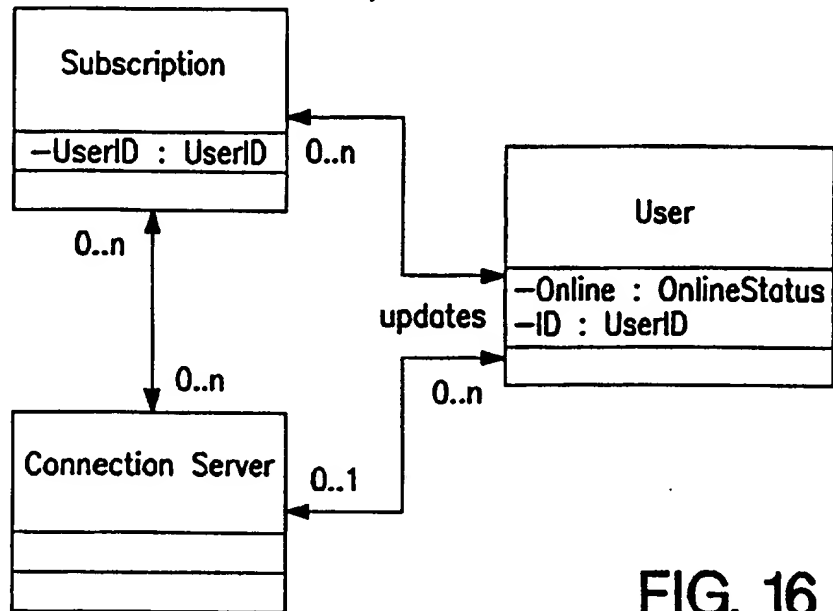 Subscription
–UserID : UserID
0..n
0..n
User
–Online : OnlineStatus
–ID : UserID
updates
0..n
0..n
Connection Server
0..1
FIG. 16